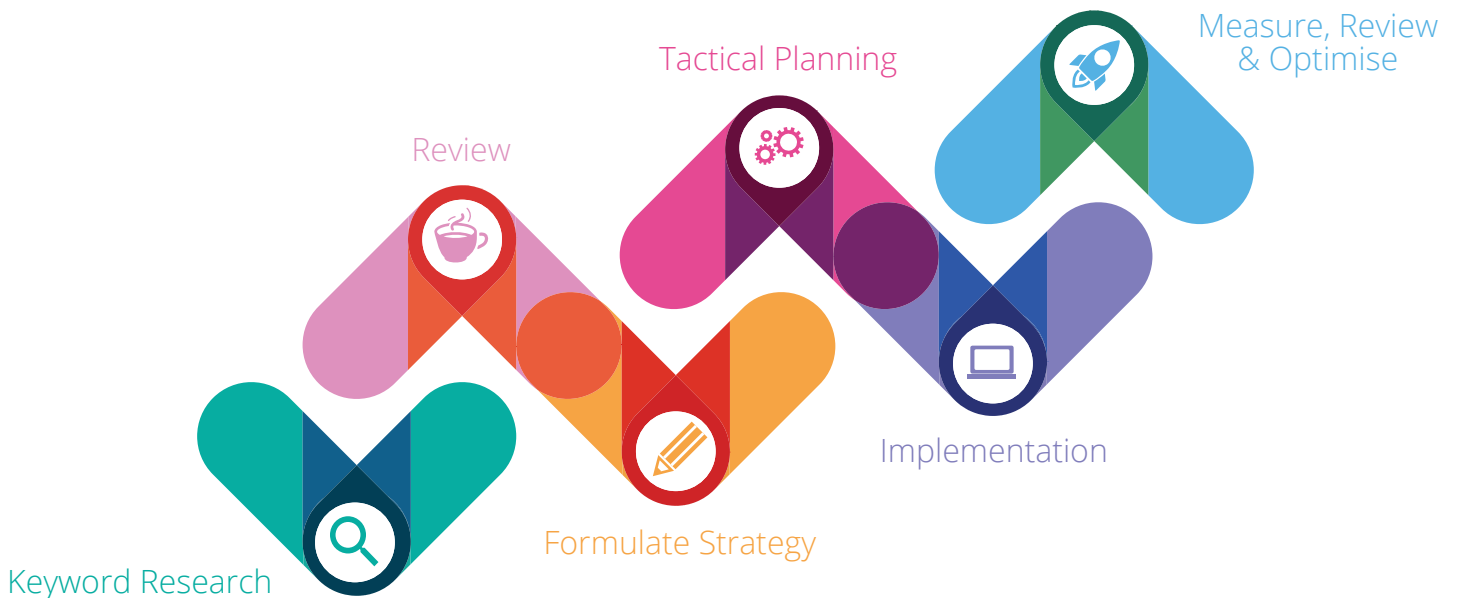 Keyword Research
Review
Formulate Strategy
Tactical Planning
Implementation
Measure, Review
& Optimise